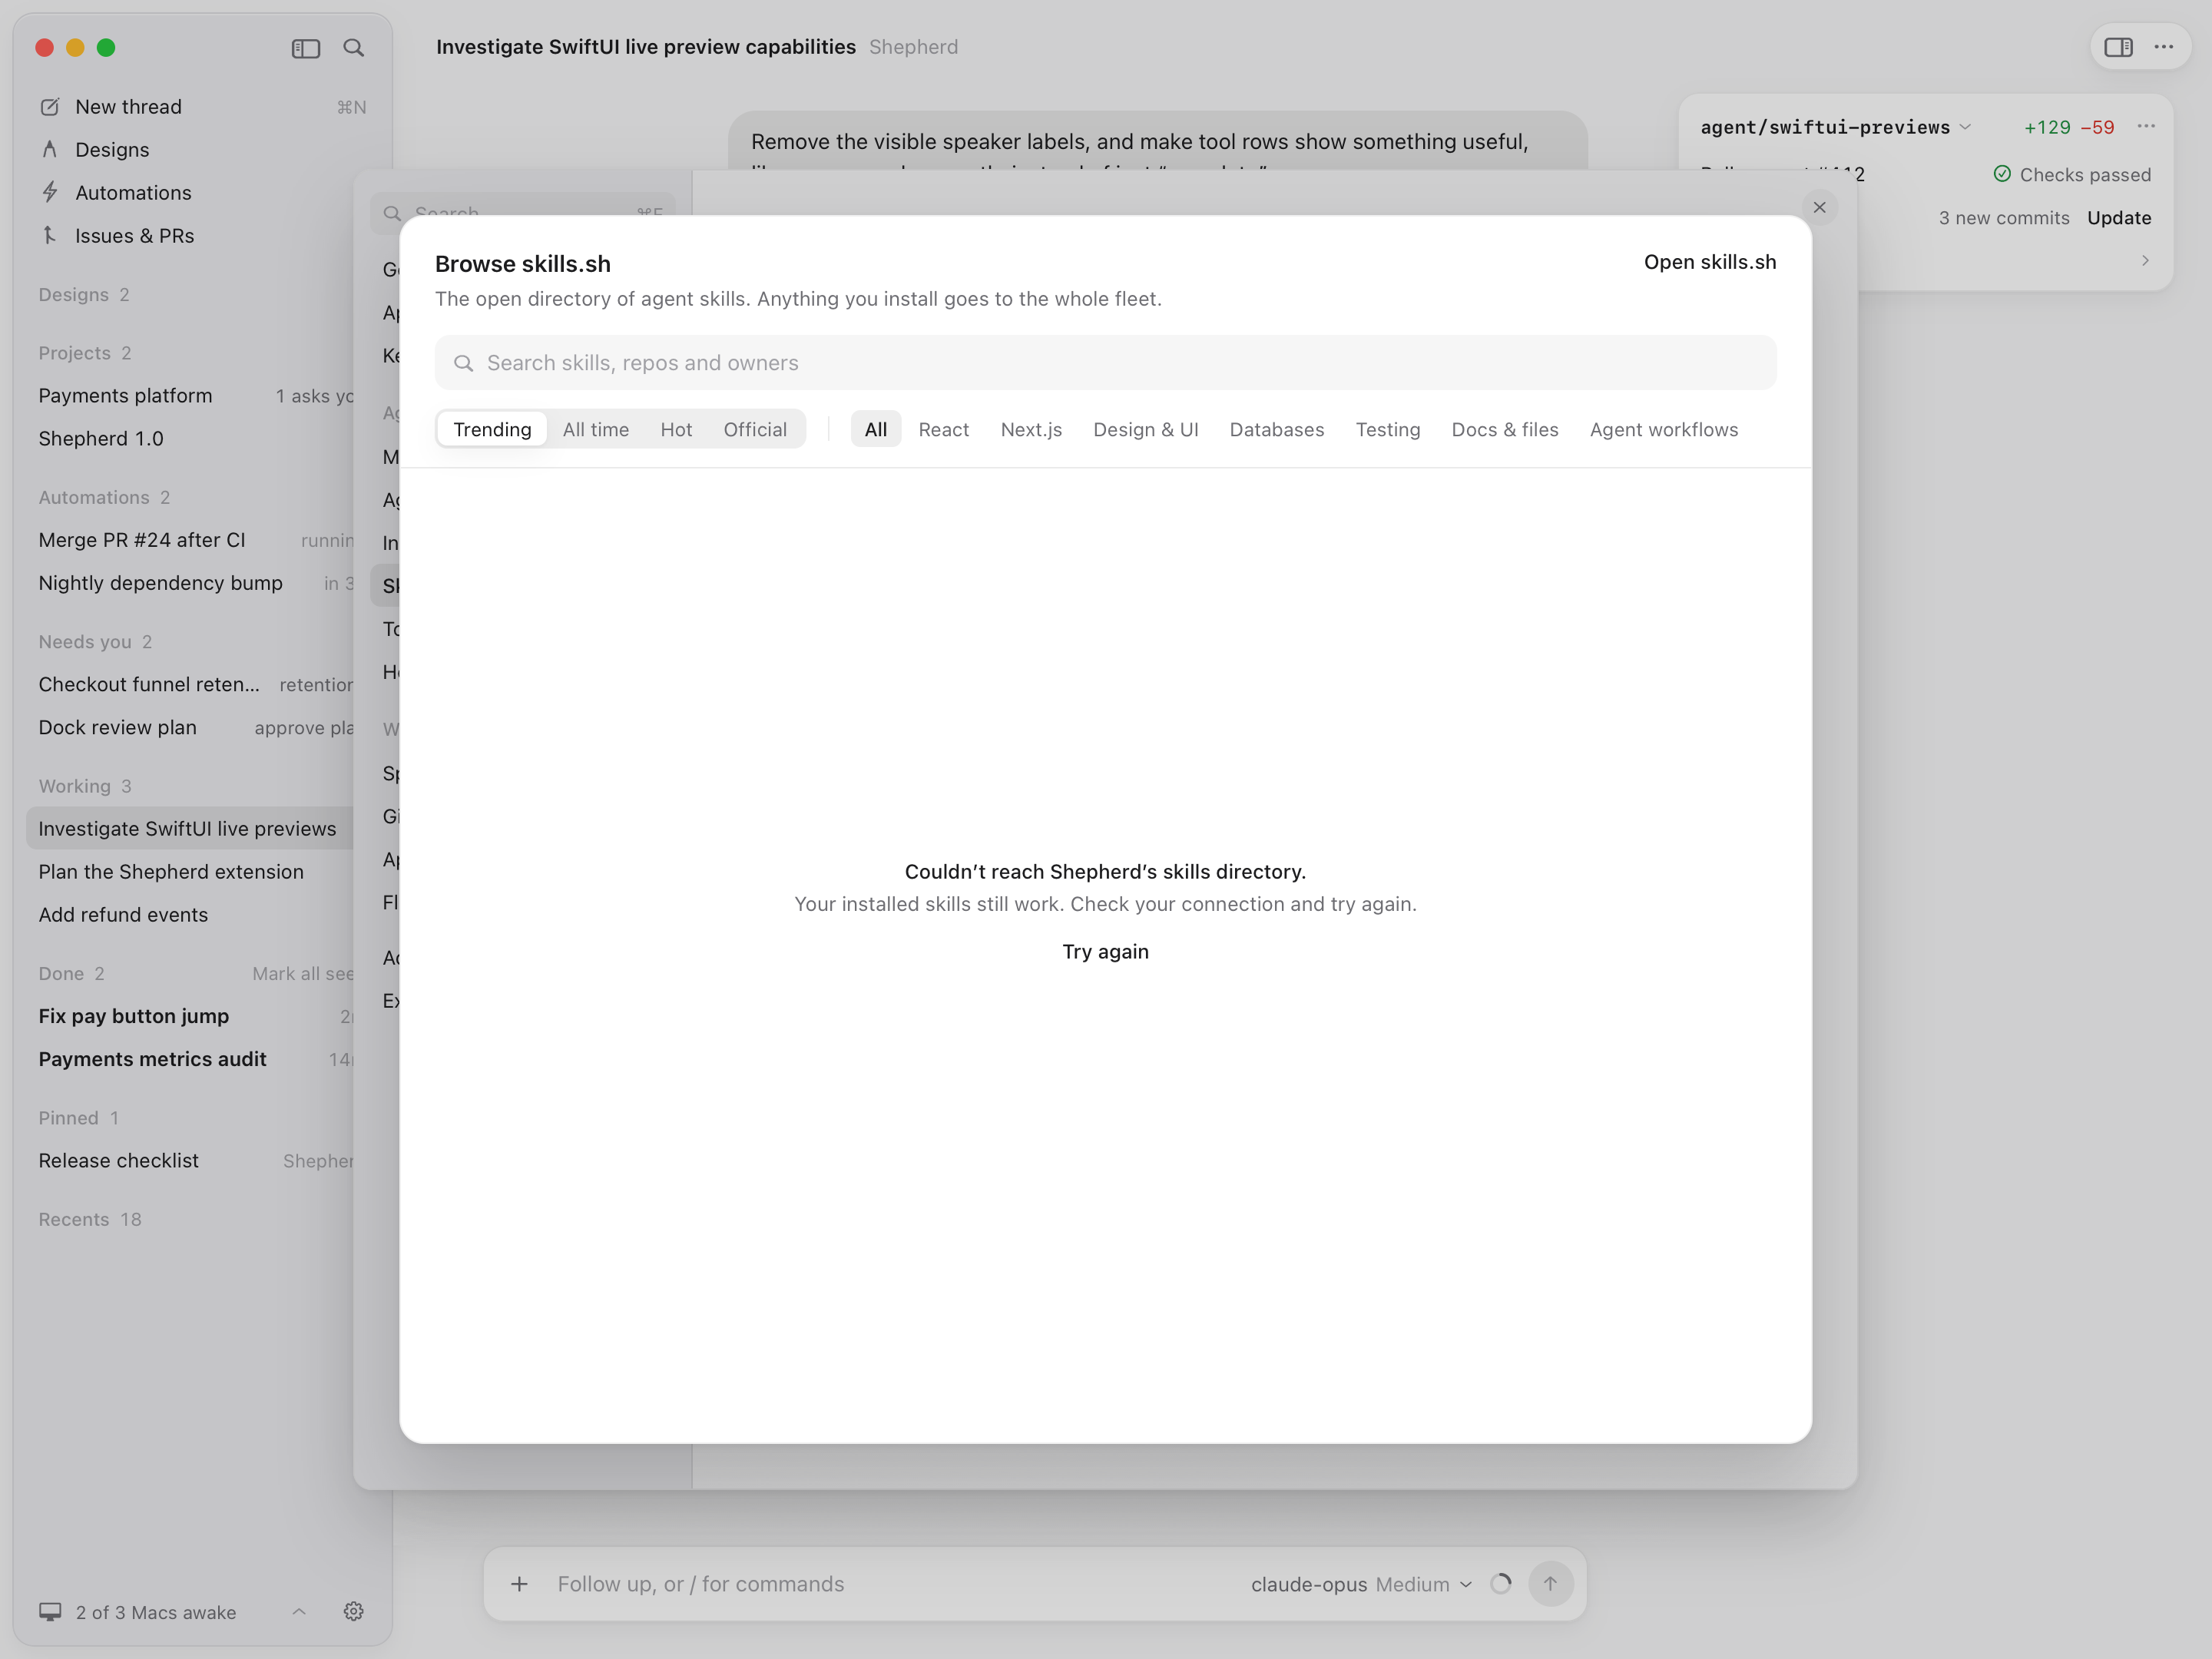 Investigate SwiftUI live preview capabilities Shepherd
New thread ⌘N
Designs
Automations
Issues & PRs
Designs 2
Projects 2
Payments platform 1 asks
Shepherd 1.0
Automations 2
Merge PR #24 after CI
Nightly dependency bump in
Needs you 2
Checkout funnel reten...
Dock review plan approve
Working 3
Investigate SwiftUI live previews
Plan the Shepherd extension
Add refund events
Done 2 Mark all
Fix pay button jump
Payments metrics audit
Pinned 1
Release checklist
Recents 18
2 of 3 Macs awake
Remove the visible speaker labels, and make tool rows show something useful,
agent/swiftui-previews +129 −59
Checks passed
3 new commits Update
Search ⌘F
Browse skills.sh
Open skills.sh
The open directory of agent skills. Anything you install goes to the whole fleet.
Search skills, repos and owners
Trending All time Hot Official All React Next.js Design & UI Databases Testing Docs & files Agent workflows
Couldn’t reach Shepherd’s skills directory.
Your installed skills still work. Check your connection and try again.
Try again
Follow up, or / for commands claude-opus Medium